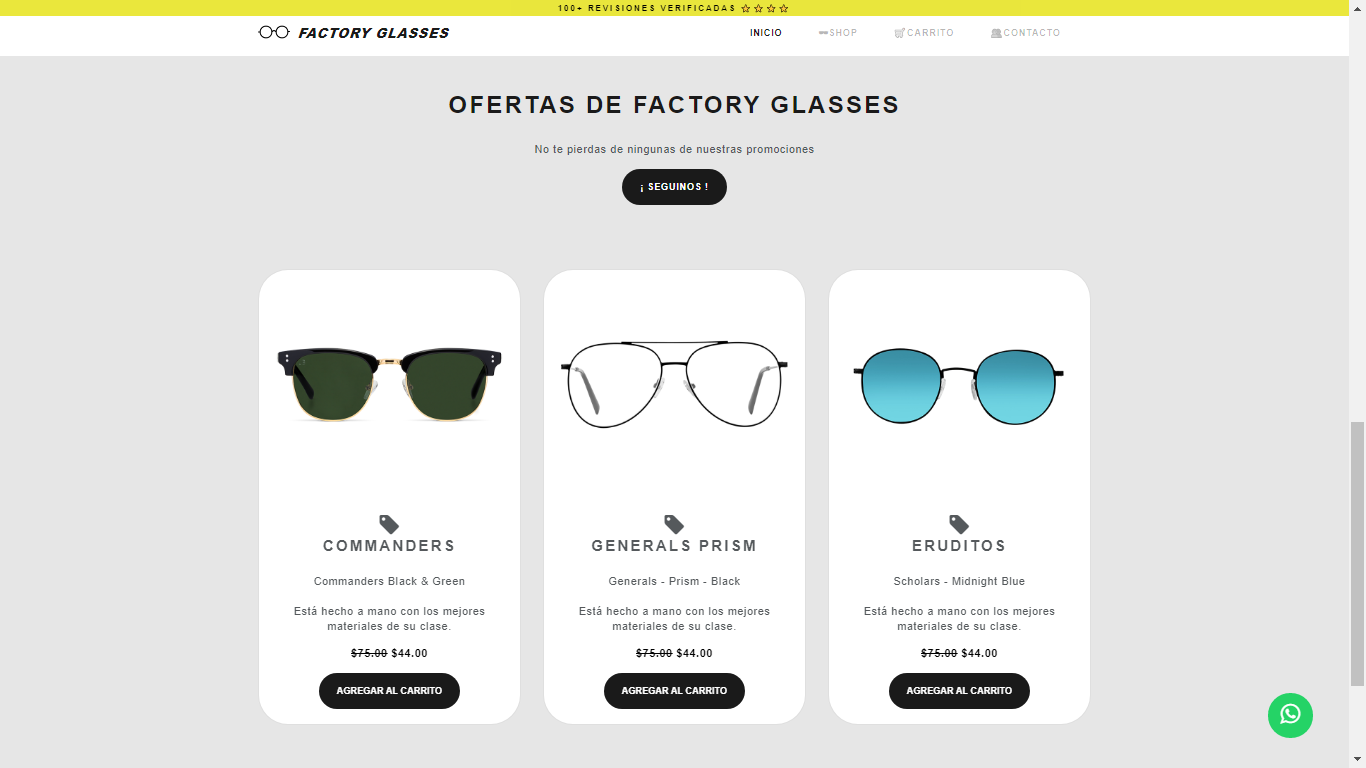 100+ REVISIONES VERIFICADAS
FACTORY GLASSES
INICIO
SHOP
CARRITO
CONTACTO
OFERTAS DE FACTORY GLASSES
No te pierdas de ningunas de nuestras promociones
¡ SEGUINOS !
COMMANDERS
Commanders Black & Green
Está hecho a mano con los mejores
materiales de su clase.
$75.00 $44.00
AGREGAR AL CARRITO
GENERALS PRISM
Generals - Prism - Black
Está hecho a mano con los mejores
materiales de su clase.
$75.00 $44.00
AGREGAR AL CARRITO
ERUDITOS
Scholars - Midnight Blue
Está hecho a mano con los mejores
materiales de su clase.
$75.00 $44.00
AGREGAR AL CARRITO